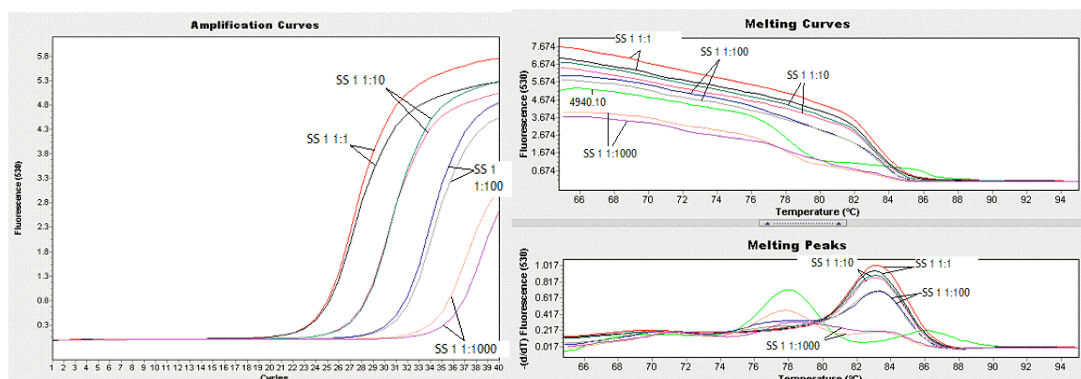 Amplification Curves
5.8
5.3
4.8
4.3
3.8
3.3
2.8
2.3
1.8
1.3
0.8
0.3
Fluorescence (530)
SS 1 1:10
SS 1 1:1
SS 1
1:100
SS 1 1:1000
1 2 3 4 5 6 7 8 9 10 11 12 13 14 15 16 17 18 19 20 21 22 23 24 25 26 27 28 29 30 31 32 33 34 35 36 37 38 39 40
Cycles
Melting Curves
7.674
6.674
5.674
4.674
3.674
2.674
1.674
0.674
Fluorescence (530)
SS 1 1:1
SS 1 1:100
SS 1 1:10
4940.10
SS 1 1:1000
66 68 70 72 74 76 78 80 82 84 86 88 90 92 94
Temperature (°C)
Melting Peaks
1.017
0.817
0.617
0.417
0.217
0.017
-(d/dT) Fluorescence (530)
SS 1 1:10
SS 1 1:1
SS 1 1:100
SS 1 1:1000
66 68 70 72 74 76 78 80 82 84 86 88 90 92 94
Temperature (°C)